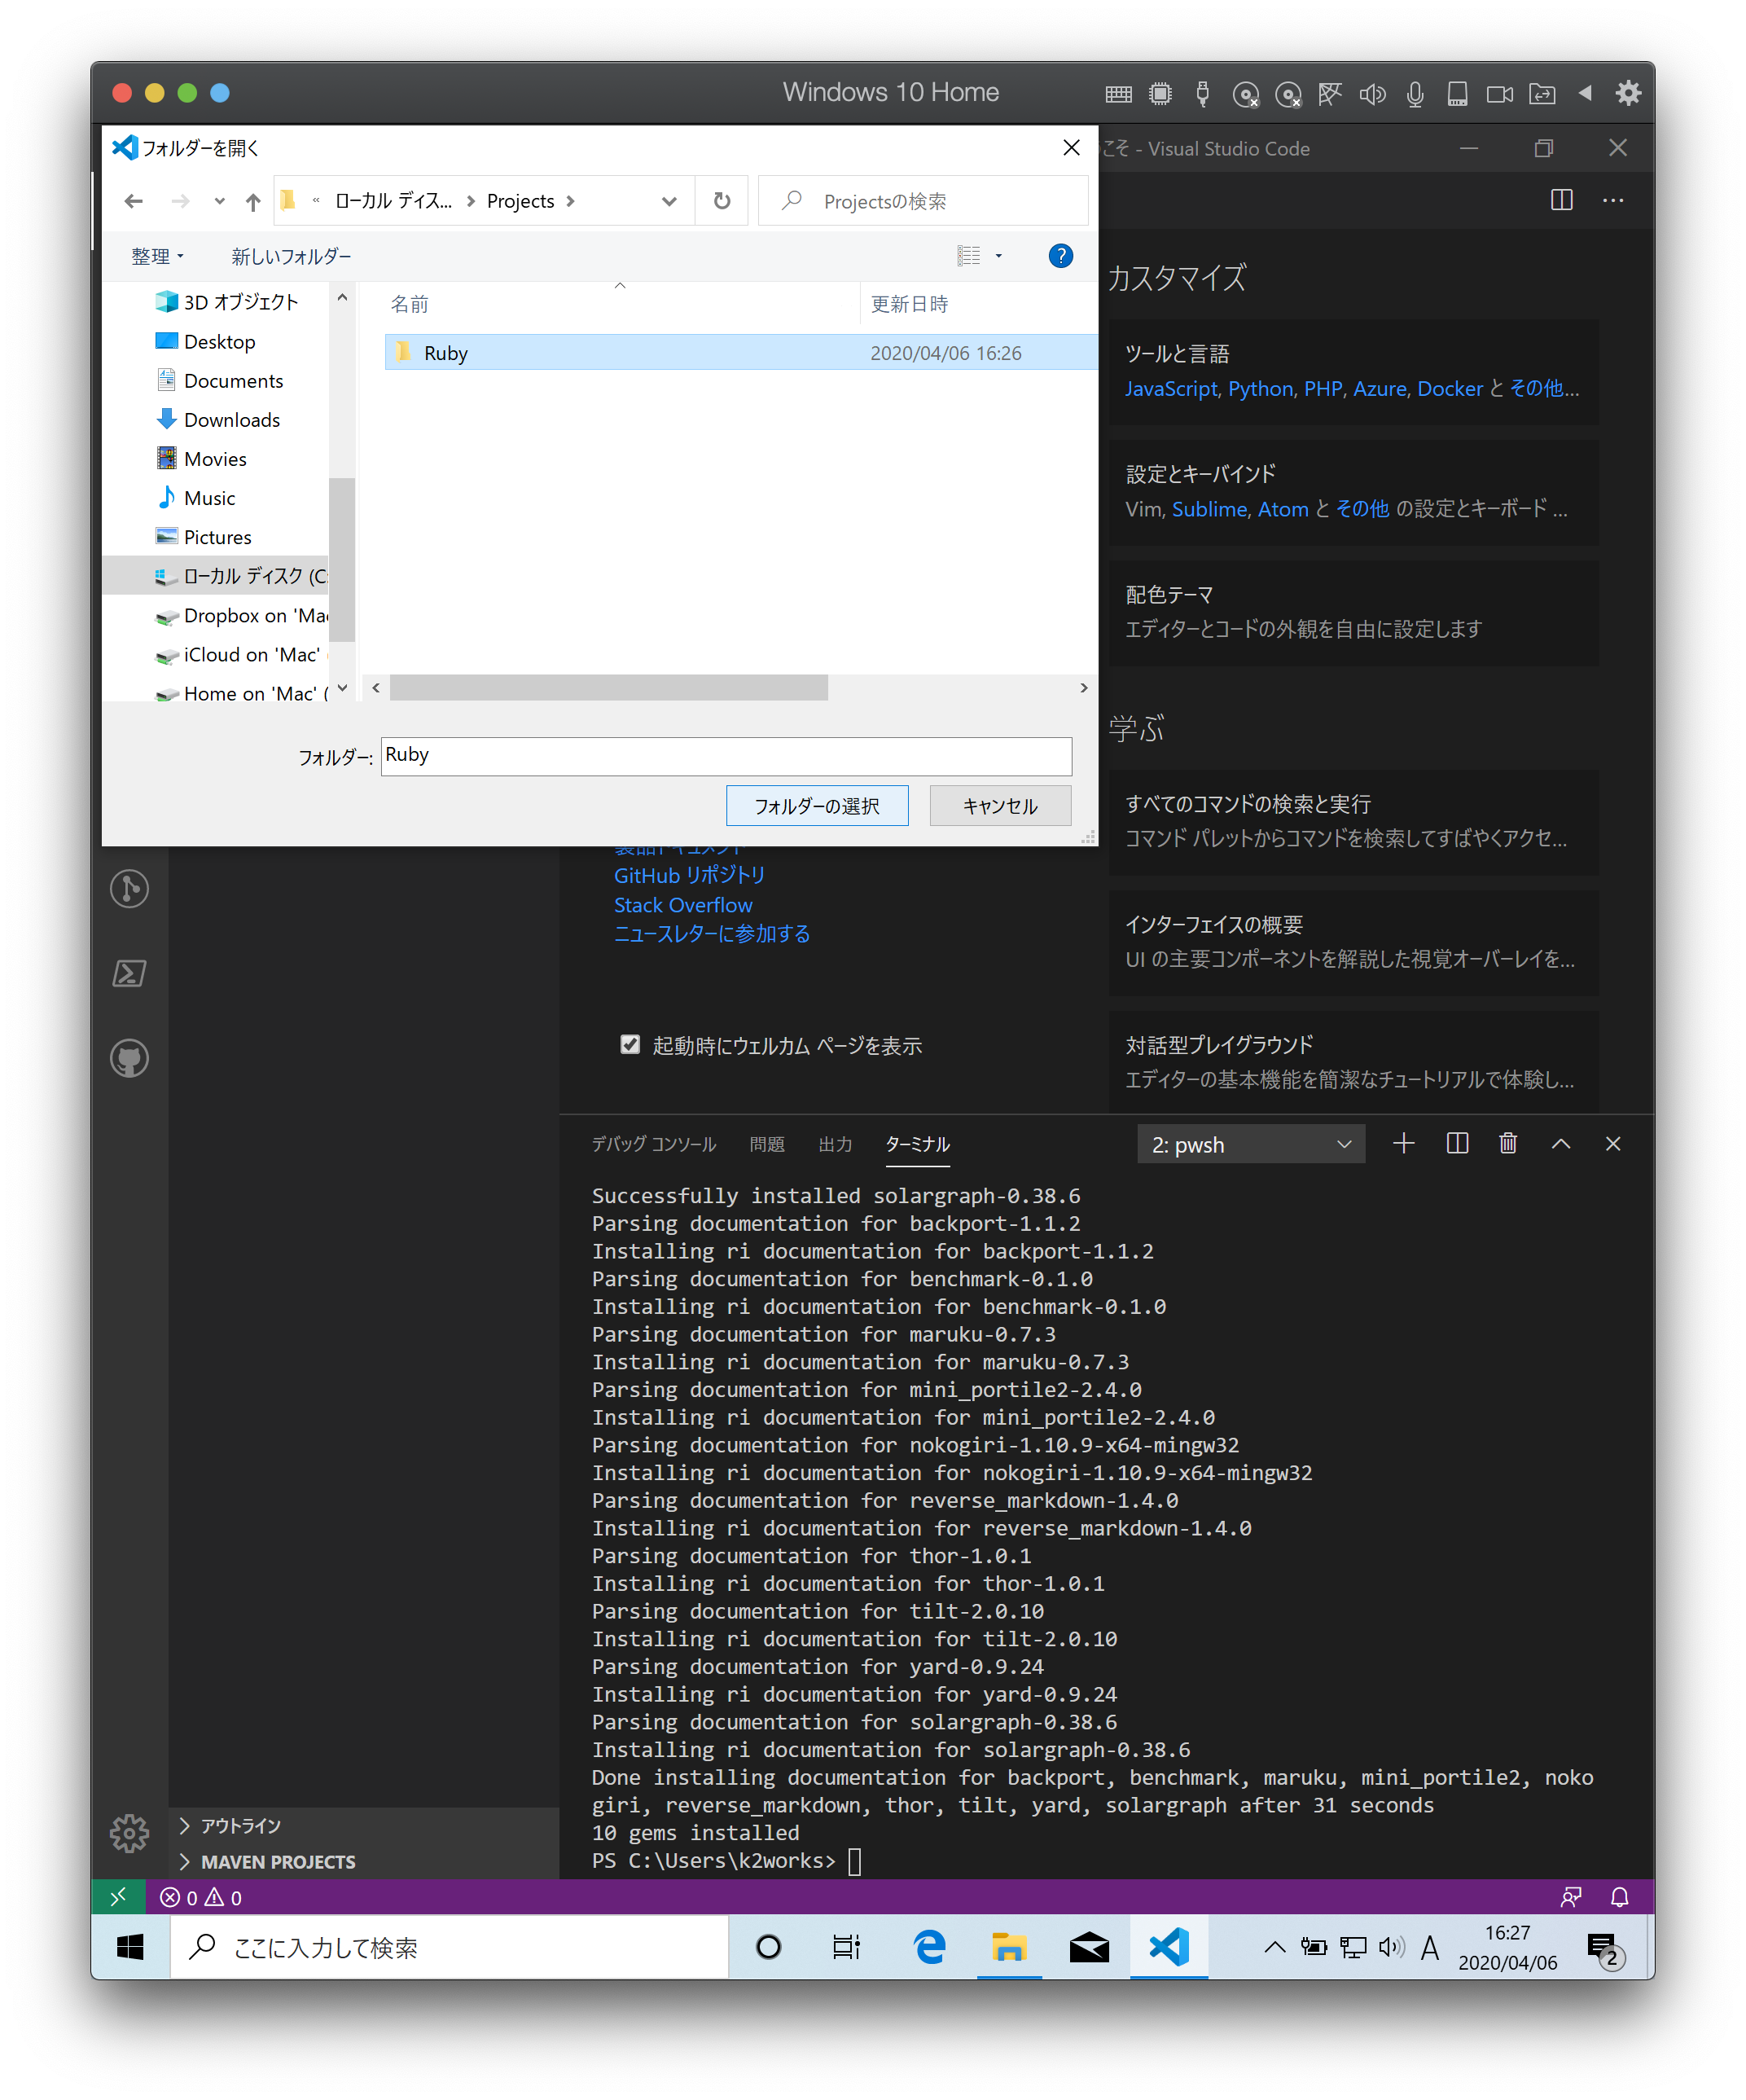 Windows 10 Home
フォルダーを開く
こそ - Visual Studio Code
« ローカル ディス... › Projects ›
Projectsの検索
整理
新しいフォルダー
名前
更新日時
Ruby
2020/04/06 16:26
3D オブジェクト
Desktop
Documents
Downloads
Movies
Music
Pictures
ローカル ディスク (C:
Dropbox on 'Mac
iCloud on 'Mac' (
Home on 'Mac' (
フォルダー: Ruby
フォルダーの選択
キャンセル
カスタマイズ
ツールと言語
JavaScript, Python, PHP, Azure, Docker と その他...
設定とキーバインド
Vim, Sublime, Atom と その他 の設定とキーボード ...
配色テーマ
エディターとコードの外観を自由に設定します
学ぶ
すべてのコマンドの検索と実行
コマンド パレットからコマンドを検索してすばやくアクセ...
インターフェイスの概要
UI の主要コンポーネントを解説した視覚オーバーレイを...
対話型プレイグラウンド
エディターの基本機能を簡潔なチュートリアルで体験し...
製品ドキュメント
GitHub リポジトリ
Stack Overflow
ニュースレターに参加する
起動時にウェルカム ページを表示
デバッグ コンソール
問題
出力
ターミナル
2: pwsh
Successfully installed solargraph-0.38.6
Parsing documentation for backport-1.1.2
Installing ri documentation for backport-1.1.2
Parsing documentation for benchmark-0.1.0
Installing ri documentation for benchmark-0.1.0
Parsing documentation for maruku-0.7.3
Installing ri documentation for maruku-0.7.3
Parsing documentation for mini_portile2-2.4.0
Installing ri documentation for mini_portile2-2.4.0
Parsing documentation for nokogiri-1.10.9-x64-mingw32
Installing ri documentation for nokogiri-1.10.9-x64-mingw32
Parsing documentation for reverse_markdown-1.4.0
Installing ri documentation for reverse_markdown-1.4.0
Parsing documentation for thor-1.0.1
Installing ri documentation for thor-1.0.1
Parsing documentation for tilt-2.0.10
Installing ri documentation for tilt-2.0.10
Parsing documentation for yard-0.9.24
Installing ri documentation for yard-0.9.24
Parsing documentation for solargraph-0.38.6
Installing ri documentation for solargraph-0.38.6
Done installing documentation for backport, benchmark, maruku, mini_portile2, noko
giri, reverse_markdown, thor, tilt, yard, solargraph after 31 seconds
10 gems installed
PS C:\Users\k2works>
アウトライン
MAVEN PROJECTS
0
0
ここに入力して検索
A
16:27
2020/04/06
2